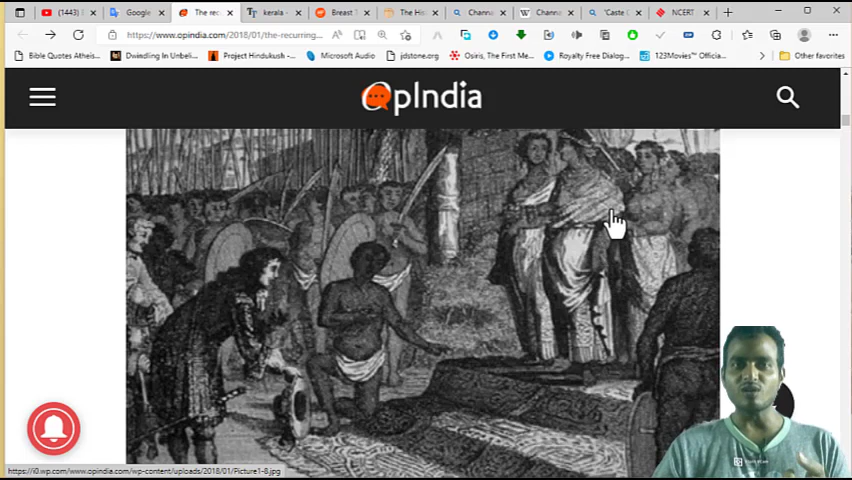 (1443)
Google
The rec
kerala -
Breast T
The His
Channa
Channa
'Caste
NCERT
https://www.opindia.com/2018/01/the-recurring...
Bible Quotes Atheis...
Dwindling In Unbeli...
Project Hindukush -...
Microsoft Audio
jdstone.org
Osiris, The First Me...
Royalty Free Dialog...
123Movies™ Officia...
Other favorites
OpIndia
https://i0.wp.com/www.opindia.com/wp-content/uploads/2018/01/Picture1-8.jpg